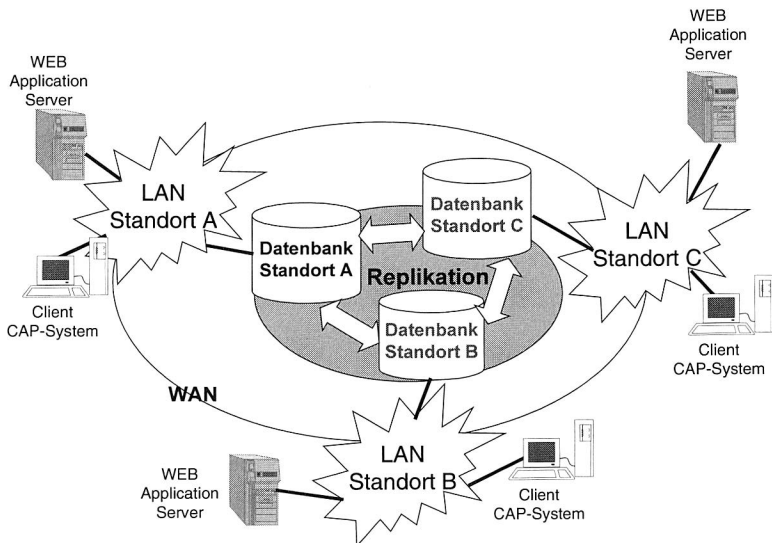 WEB
Application
Server
WEB
Application
Server
LAN
Standort A
Datenbank
Standort C
Datenbank
Standort A
LAN
Standort C
Replikation
Client
CAP-System
Datenbank
Standort B
Client
CAP-System
WAN
LAN
Standort B
WEB
Application
Server
Client
CAP-System